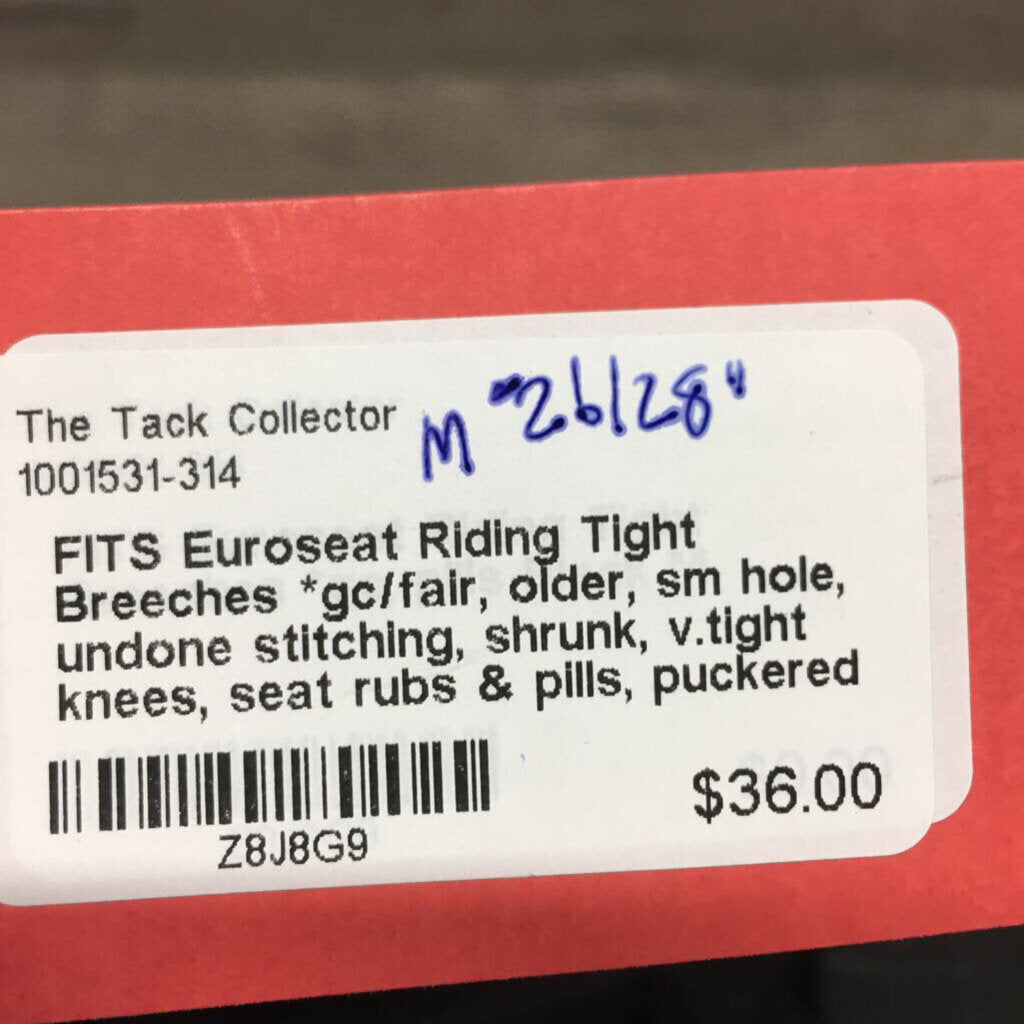 The Tack Collector
M "26/28"
1001531-314
FITS Euroseat Riding Tight
Breeches *gc/fair, older, sm hole,
undone stitching, shrunk, v.tight
knees, seat rubs & pills, puckered
$36.00
Z8J8G9